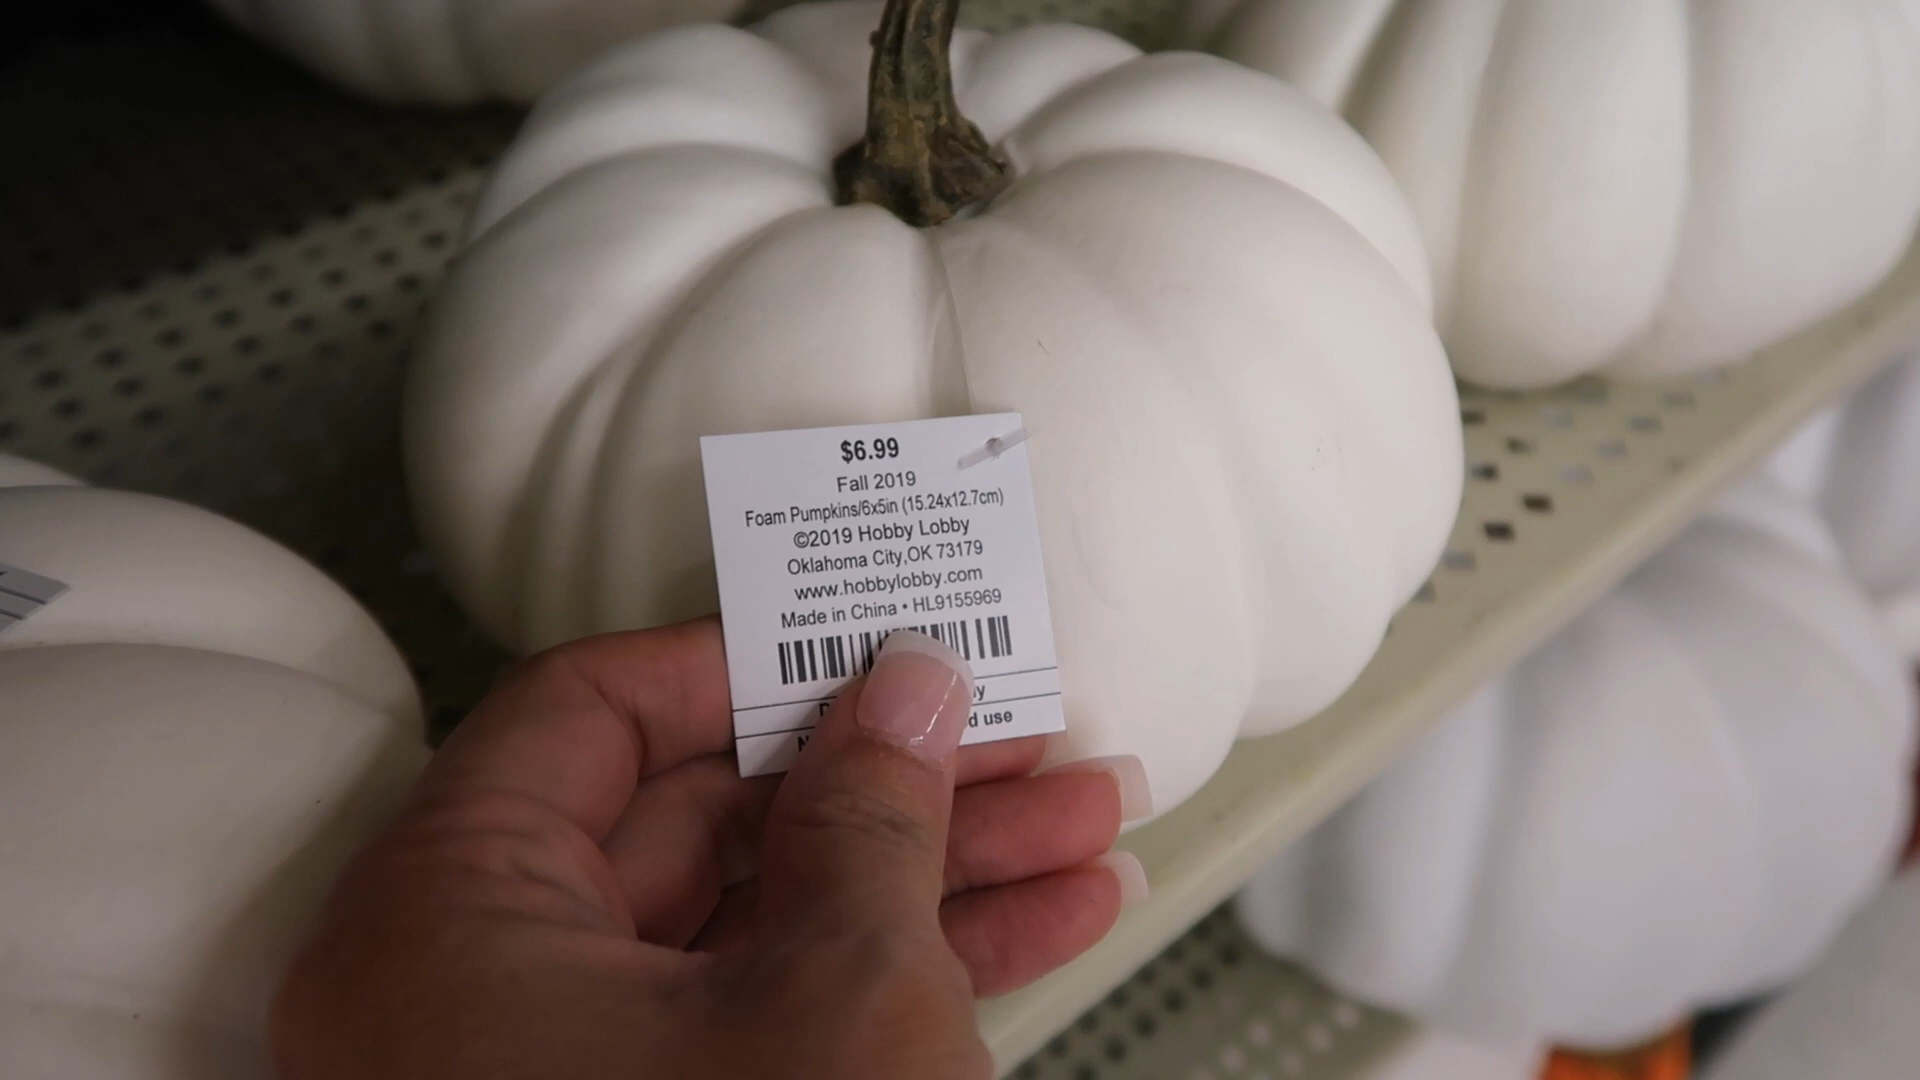 $6.99
Fall 2019
Foam Pumpkins/6x5in (15.24x12.7cm)
©2019 Hobby Lobby
Oklahoma City,OK 73179
www.hobbylobby.com
Made in China • HL9155969
use